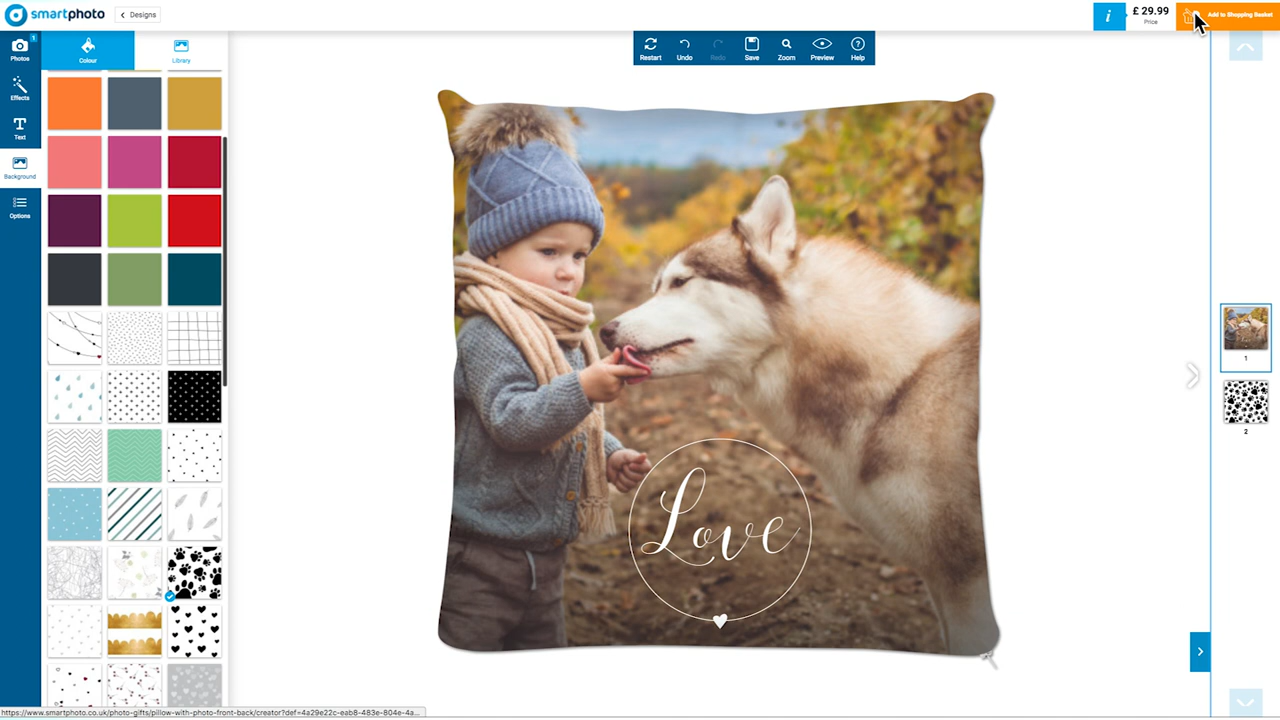 smartphoto
Designs
£ 29.99
Price
Add to Shopping Basket
i
1
Photos
Effects
Text
Background
Options
Colour
Library
Restart
Undo
Redo
Save
Zoom
Preview
Help
Love
1
2
https://www.smartphoto.co.uk/photo-gifts/pillow-with-photo-front-back/creator?def=4a29e22c-eab8-483e-804e-4a...